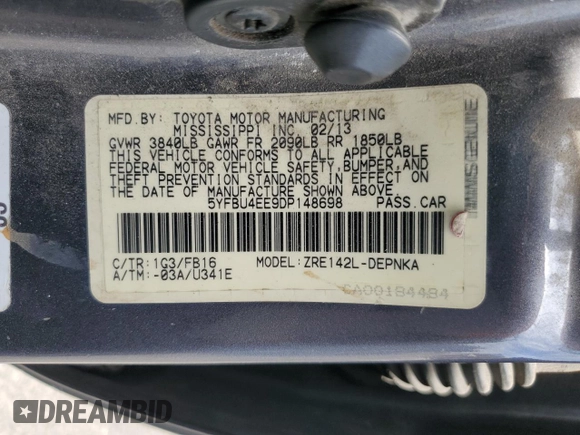 MFD.BY: TOYOTA MOTOR MANUFACTURING
MISSISSIPPI INC. 02/13
GVWR 3840LB GAWR FR 2090LB RR 1850LB
THIS VEHICLE CONFORMS TO ALL APPLICABLE
FEDERAL MOTOR VEHICLE SAFETY,BUMPER,AND
THEFT PREVENTION STANDARDS IN EFFECT ON
THE DATE OF MANUFACTURE SHOWN ABOVE.
5YFBU4EE9DP148698 PASS.CAR
C/TR:1G3/FB16 MODEL:ZRE142L-DEPNKA
A/TM:-03A/U341E
CA00184484
DREAMBID